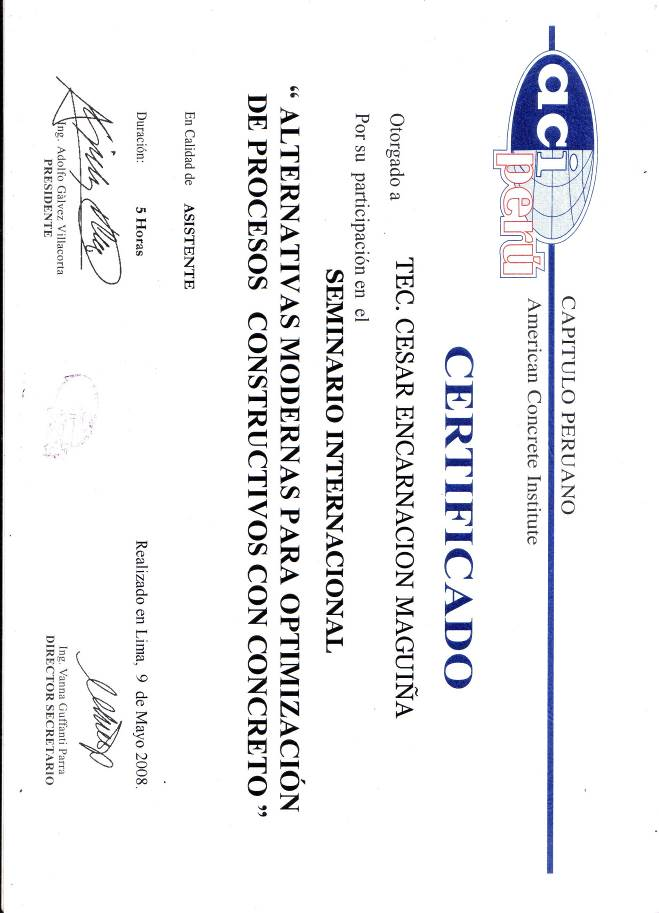 aci
perú
CAPITULO PERUANO
American Concrete Institute
CERTIFICADO
Otorgado a TEC. CESAR ENCARNACION MAGUIÑA
Por su participación en el
SEMINARIO INTERNACIONAL
“ ALTERNATIVAS MODERNAS PARA OPTIMIZACIÓN
DE PROCESOS CONSTRUCTIVOS CON CONCRETO ”
En Calidad de ASISTENTE
Duración: 5 Horas
Realizado en Lima, 9 de Mayo 2008.
Ing. Adolfo Gálvez Villacorta
PRESIDENTE
Ing. Vanna Guffanti Parra
DIRECTOR SECRETARIO